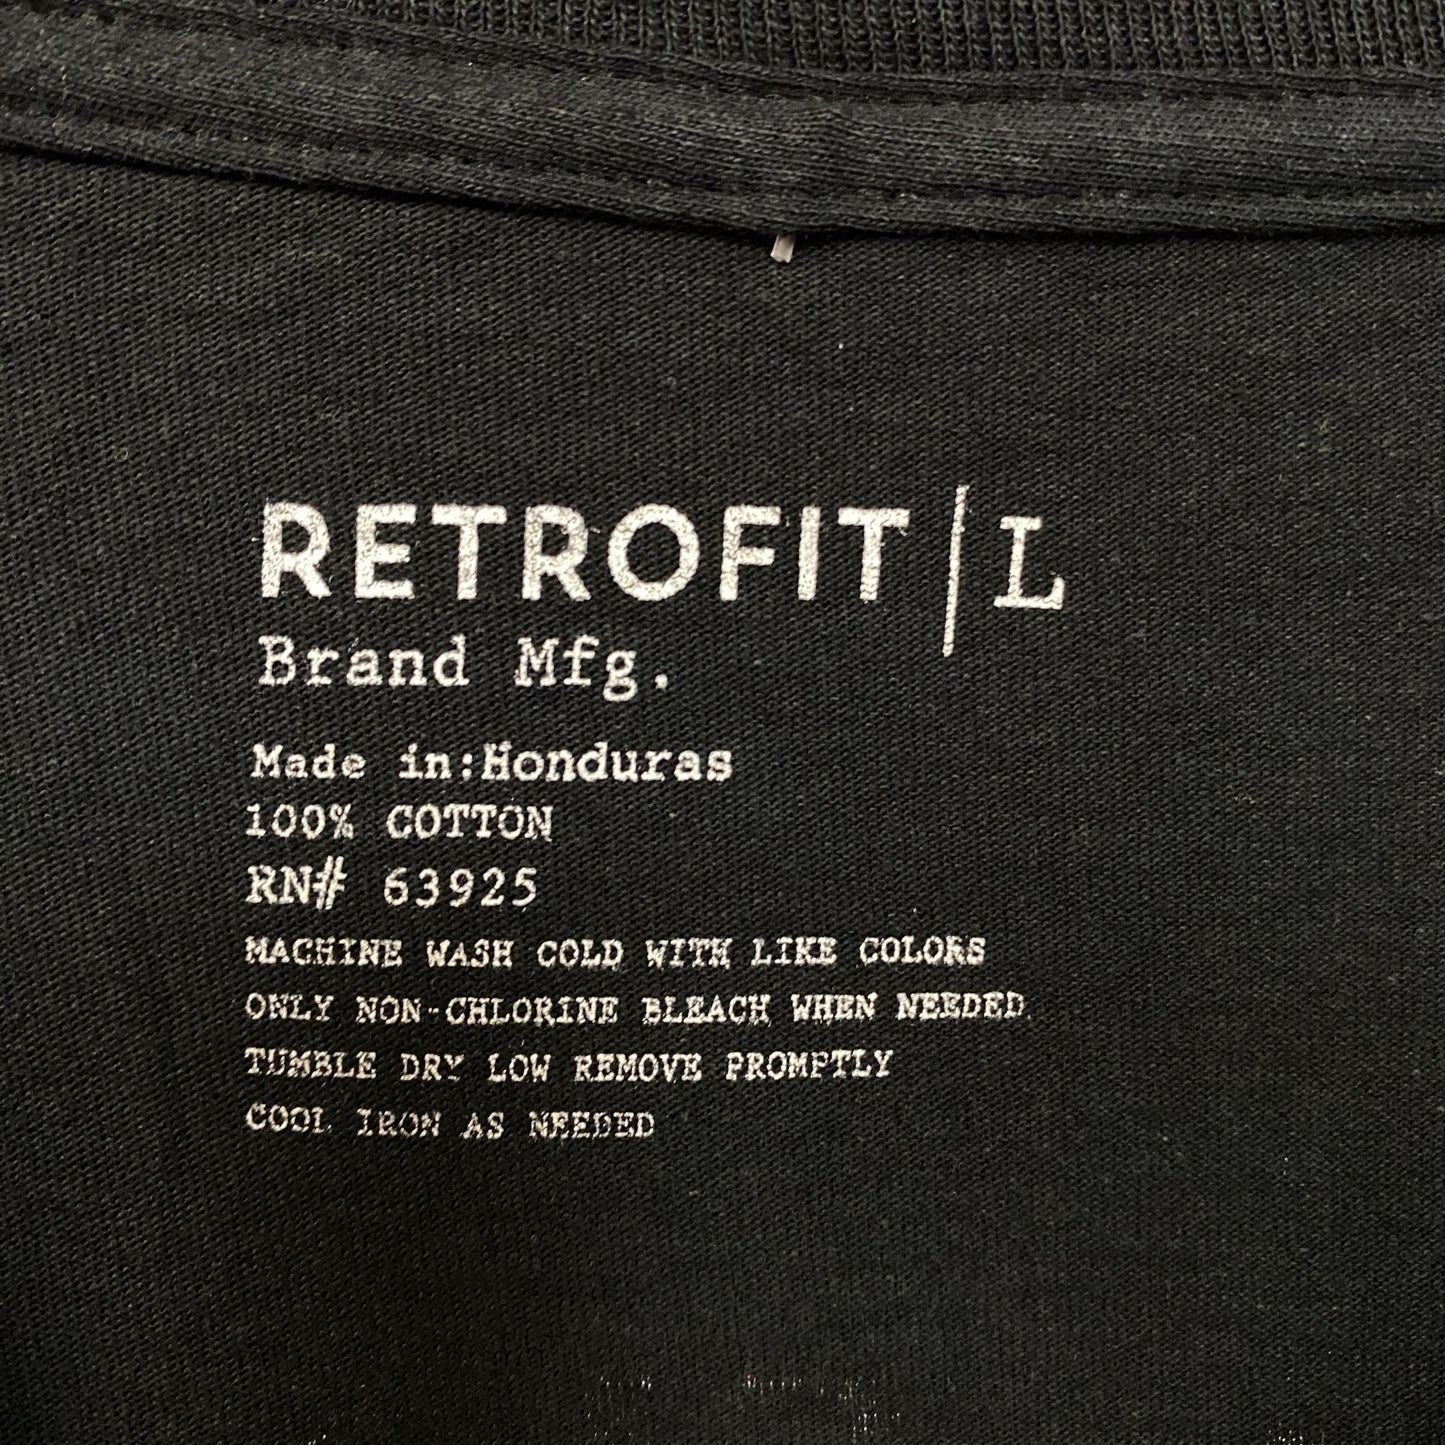 RETROFIT | L
Brand Mfg.
Made in:Honduras
100% COTTON
RN# 63925
MACHINE WASH COLD WITH LIKE COLORS
ONLY NON-CHLORINE BLEACH WHEN NEEDED
TUMBLE DRY LOW REMOVE PROMPTLY
COOL IRON AS NEEDED